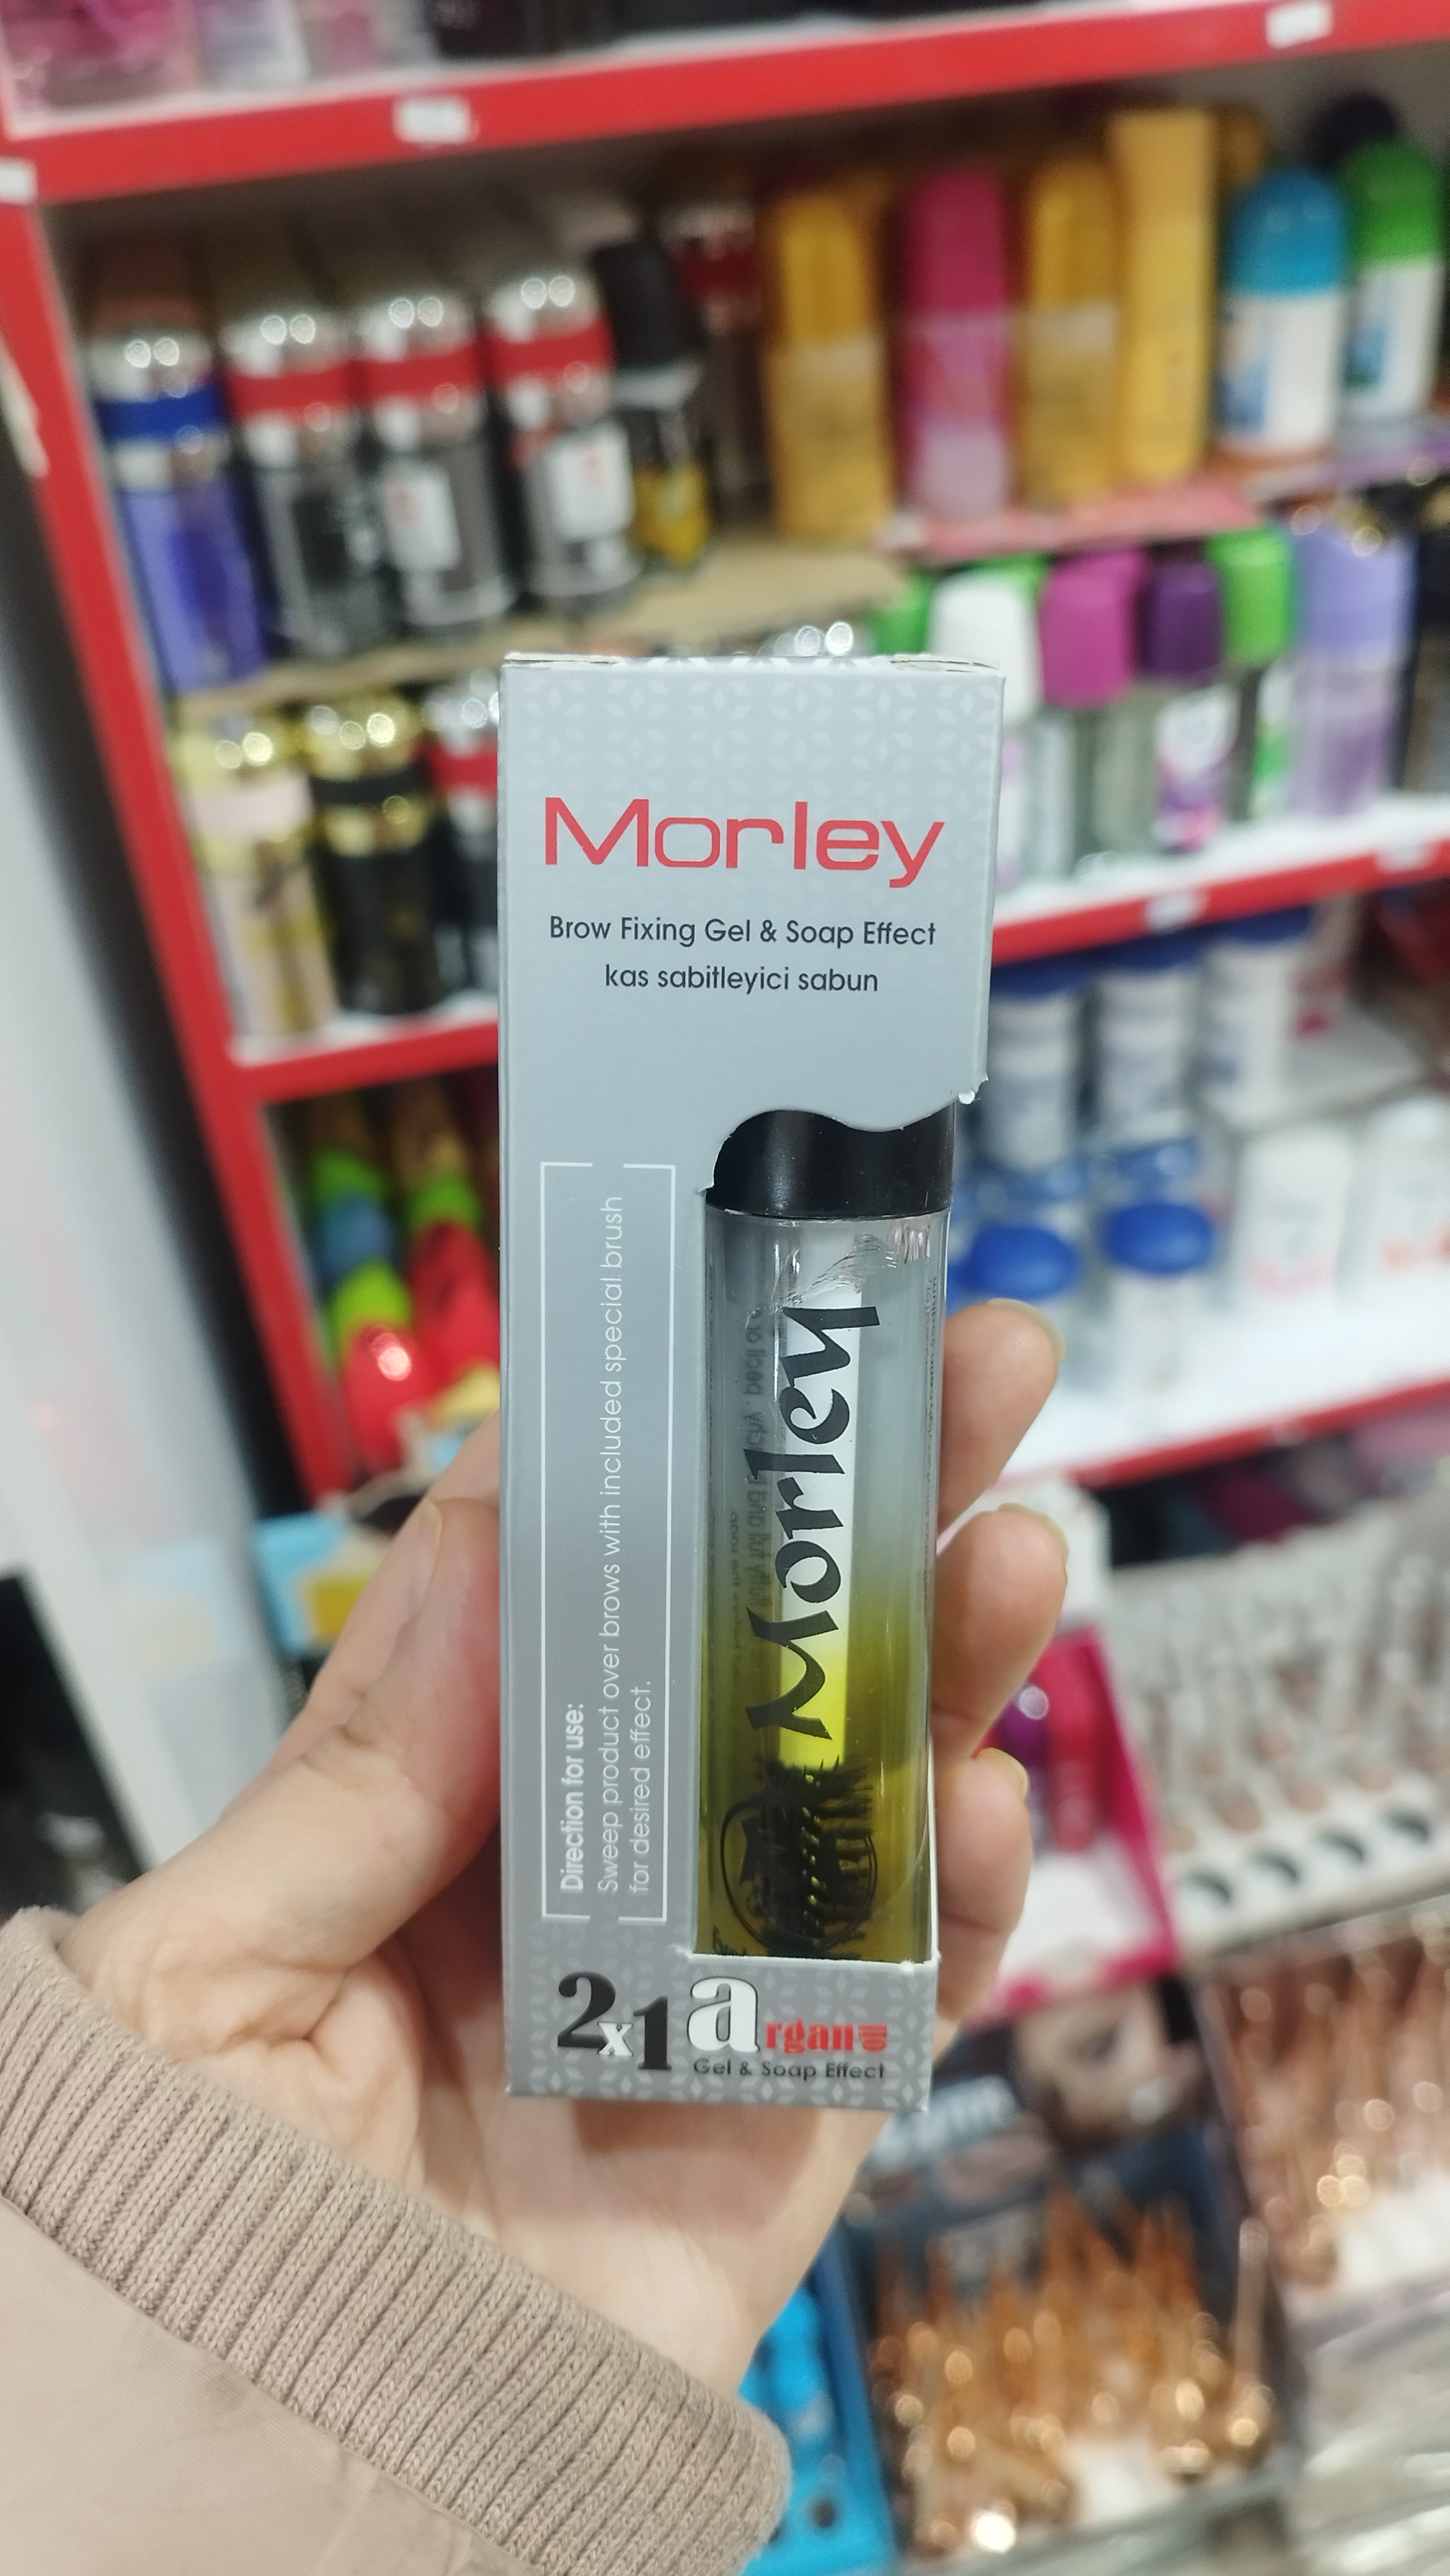 Morley
Brow Fixing Gel & Soap Effect
kas sabitleyici sabun
Direction for use:
Sweep product over brows with included special brush
for desired effect.
Morley
2x1 argan
Gel & Soap Effect